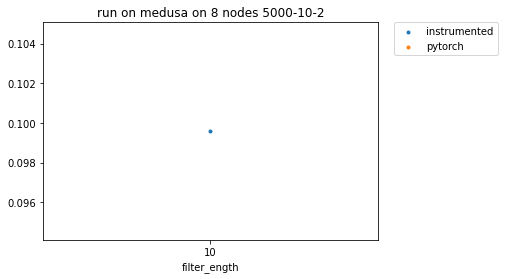 run on medusa on 8 nodes 5000-10-2
instrumented
pytorch
0.104
0.102
0.100
0.098
0.096
10
filter_ength